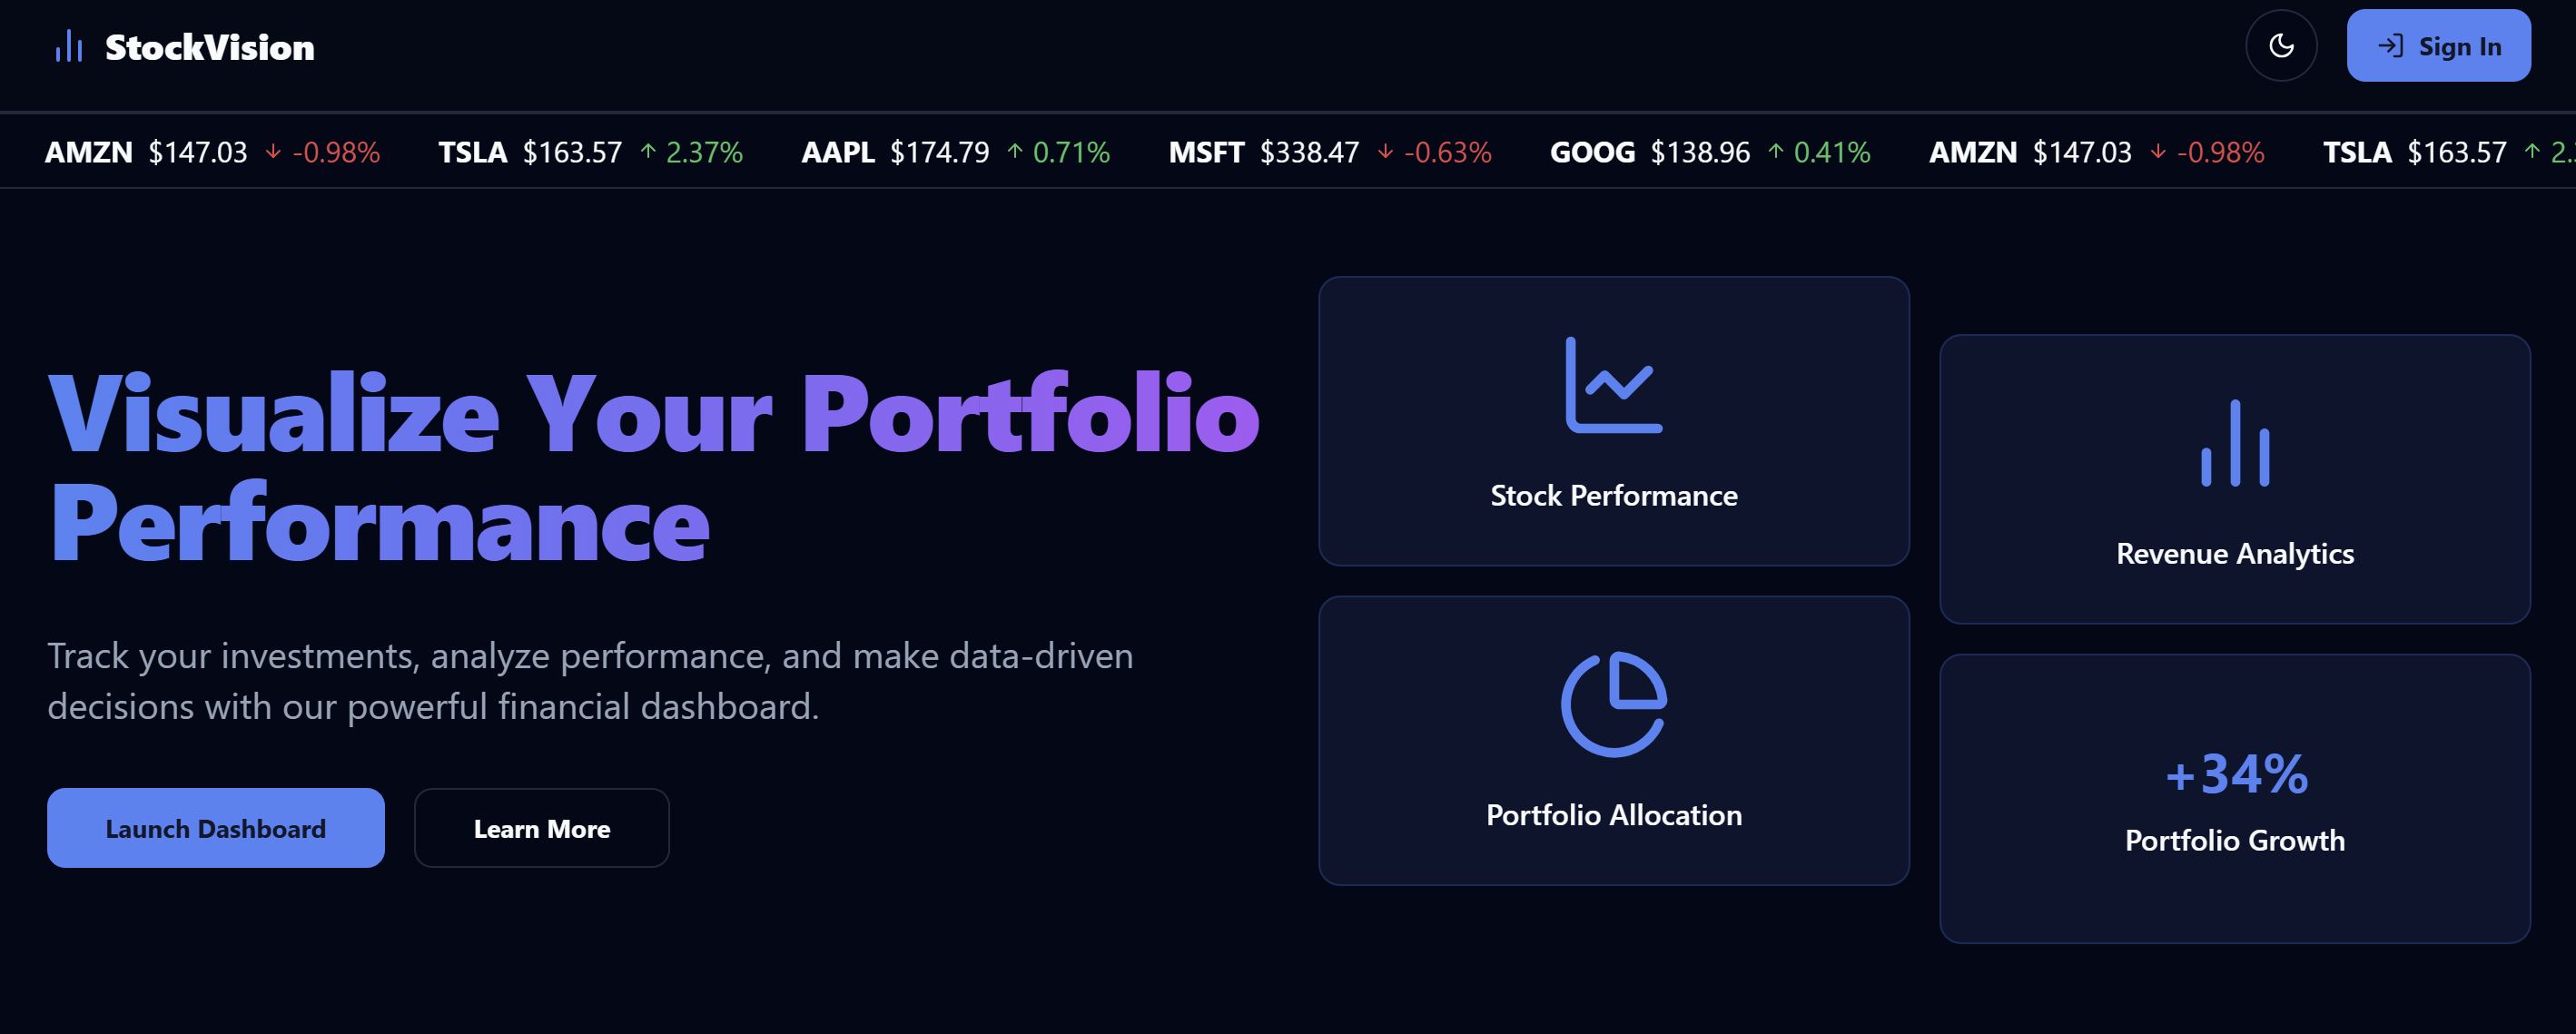 StockVision
Sign In
AMZN $147.03 ↓ -0.98% TSLA $163.57 ↑ 2.37% AAPL $174.79 ↑ 0.71% MSFT $338.47 ↓ -0.63% GOOG $138.96 ↑ 0.41% AMZN $147.03 ↓ -0.98% TSLA $163.57 ↑
Visualize Your Portfolio
Performance
Track your investments, analyze performance, and make data-driven
decisions with our powerful financial dashboard.
Launch Dashboard
Learn More
Stock Performance
Revenue Analytics
Portfolio Allocation
+34%
Portfolio Growth